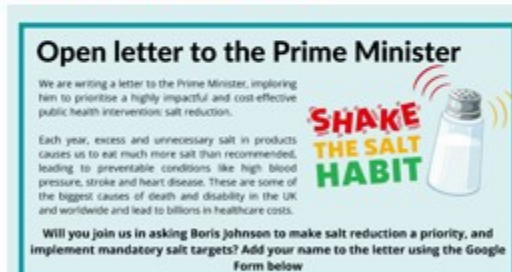 Open letter to the Prime Minister
We are writing a letter to the Prime Minister, imploring
him to prioritise a highly impactful and cost-effective
public health intervention: salt reduction.
Each year, excess and unnecessary salt in products
causes us to eat much more salt than recommended,
leading to preventable conditions like high blood
pressure, stroke and heart disease. These are some of
the biggest causes of death and disability in the UK
and worldwide and lead to billions in healthcare costs.
SHAKE
THE SALT
HABIT
Will you join us in asking Boris Johnson to make salt reduction a priority, and
implement mandatory salt targets? Add your name to the letter using the Google
Form below